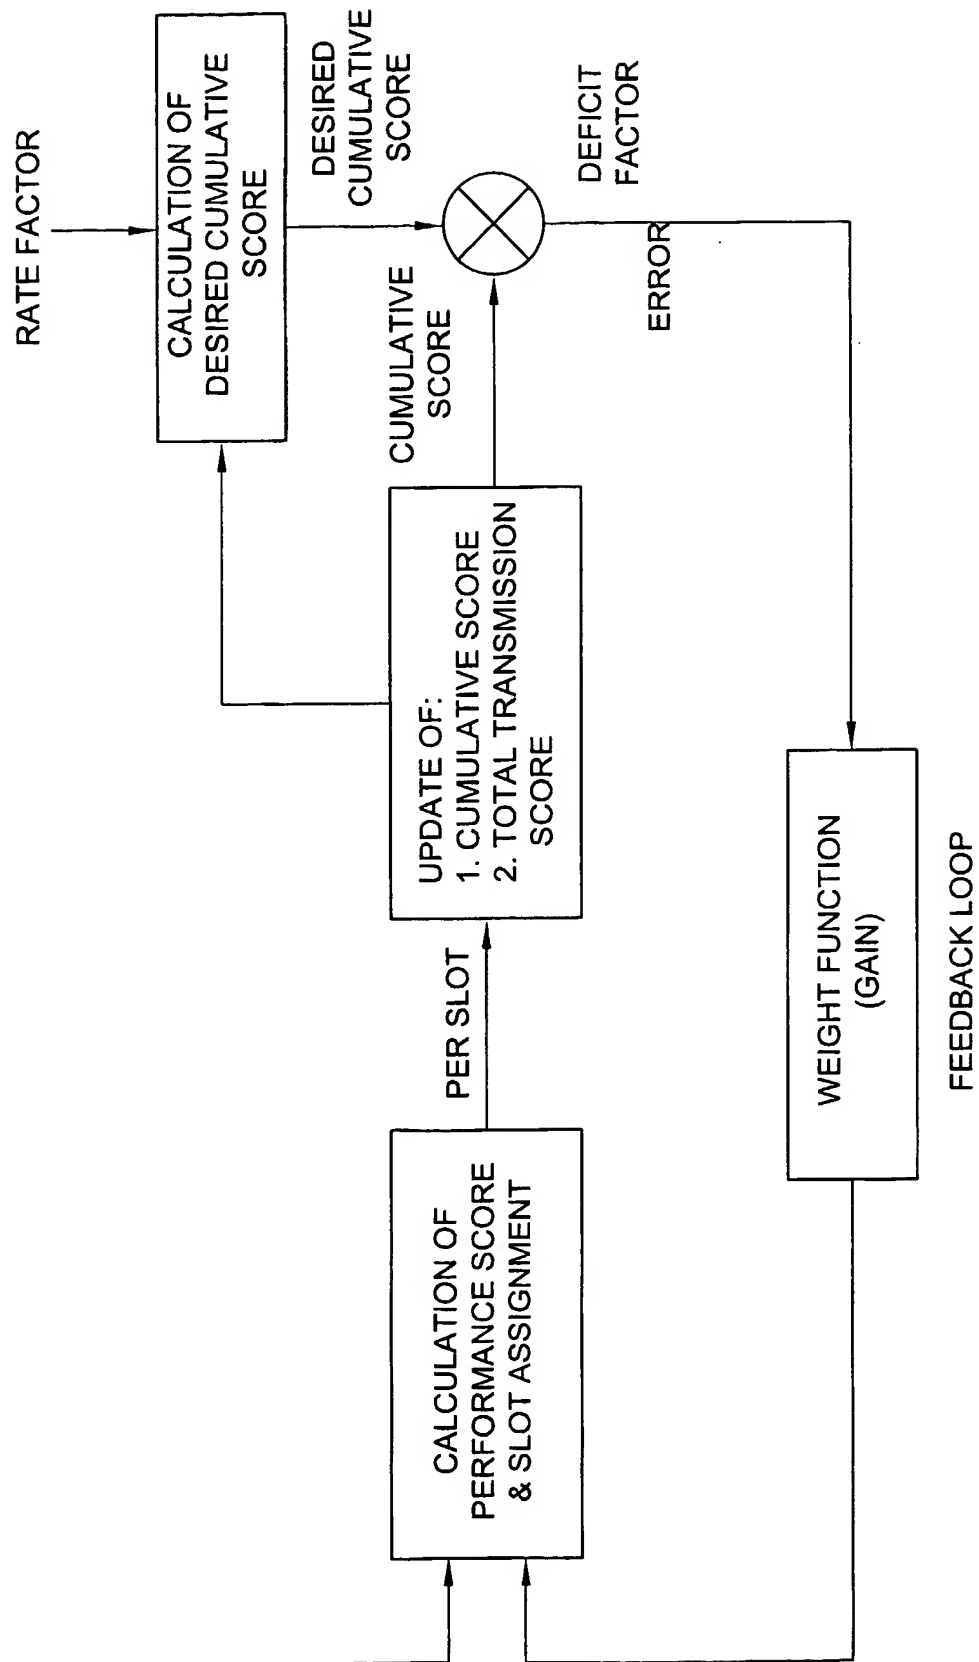 RATE FACTOR
CALCULATION OF
DESIRED CUMULATIVE
SCORE
DESIRED
CUMULATIVE
SCORE
CUMULATIVE
SCORE
DEFICIT
FACTOR
ERROR
UPDATE OF:
1. CUMULATIVE SCORE
2. TOTAL TRANSMISSION
SCORE
PER SLOT
CALCULATION OF
PERFORMANCE SCORE
& SLOT ASSIGNMENT
WEIGHT FUNCTION
(GAIN)
FEEDBACK LOOP